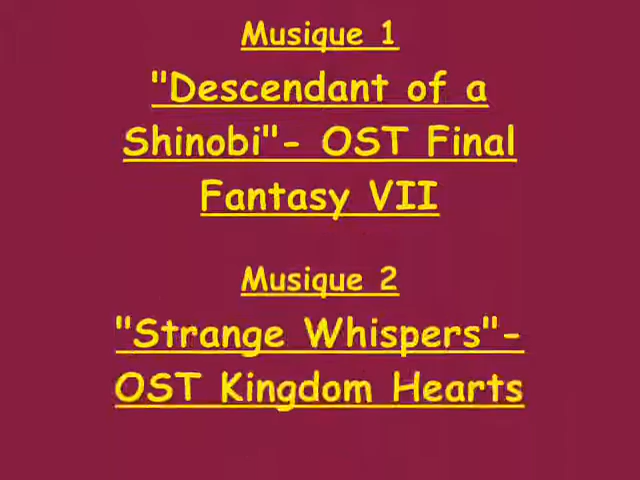 Musique 1
"Descendant of a
Shinobi"- OST Final
Fantasy VII
Musique 2
"Strange Whispers"-
OST Kingdom Hearts